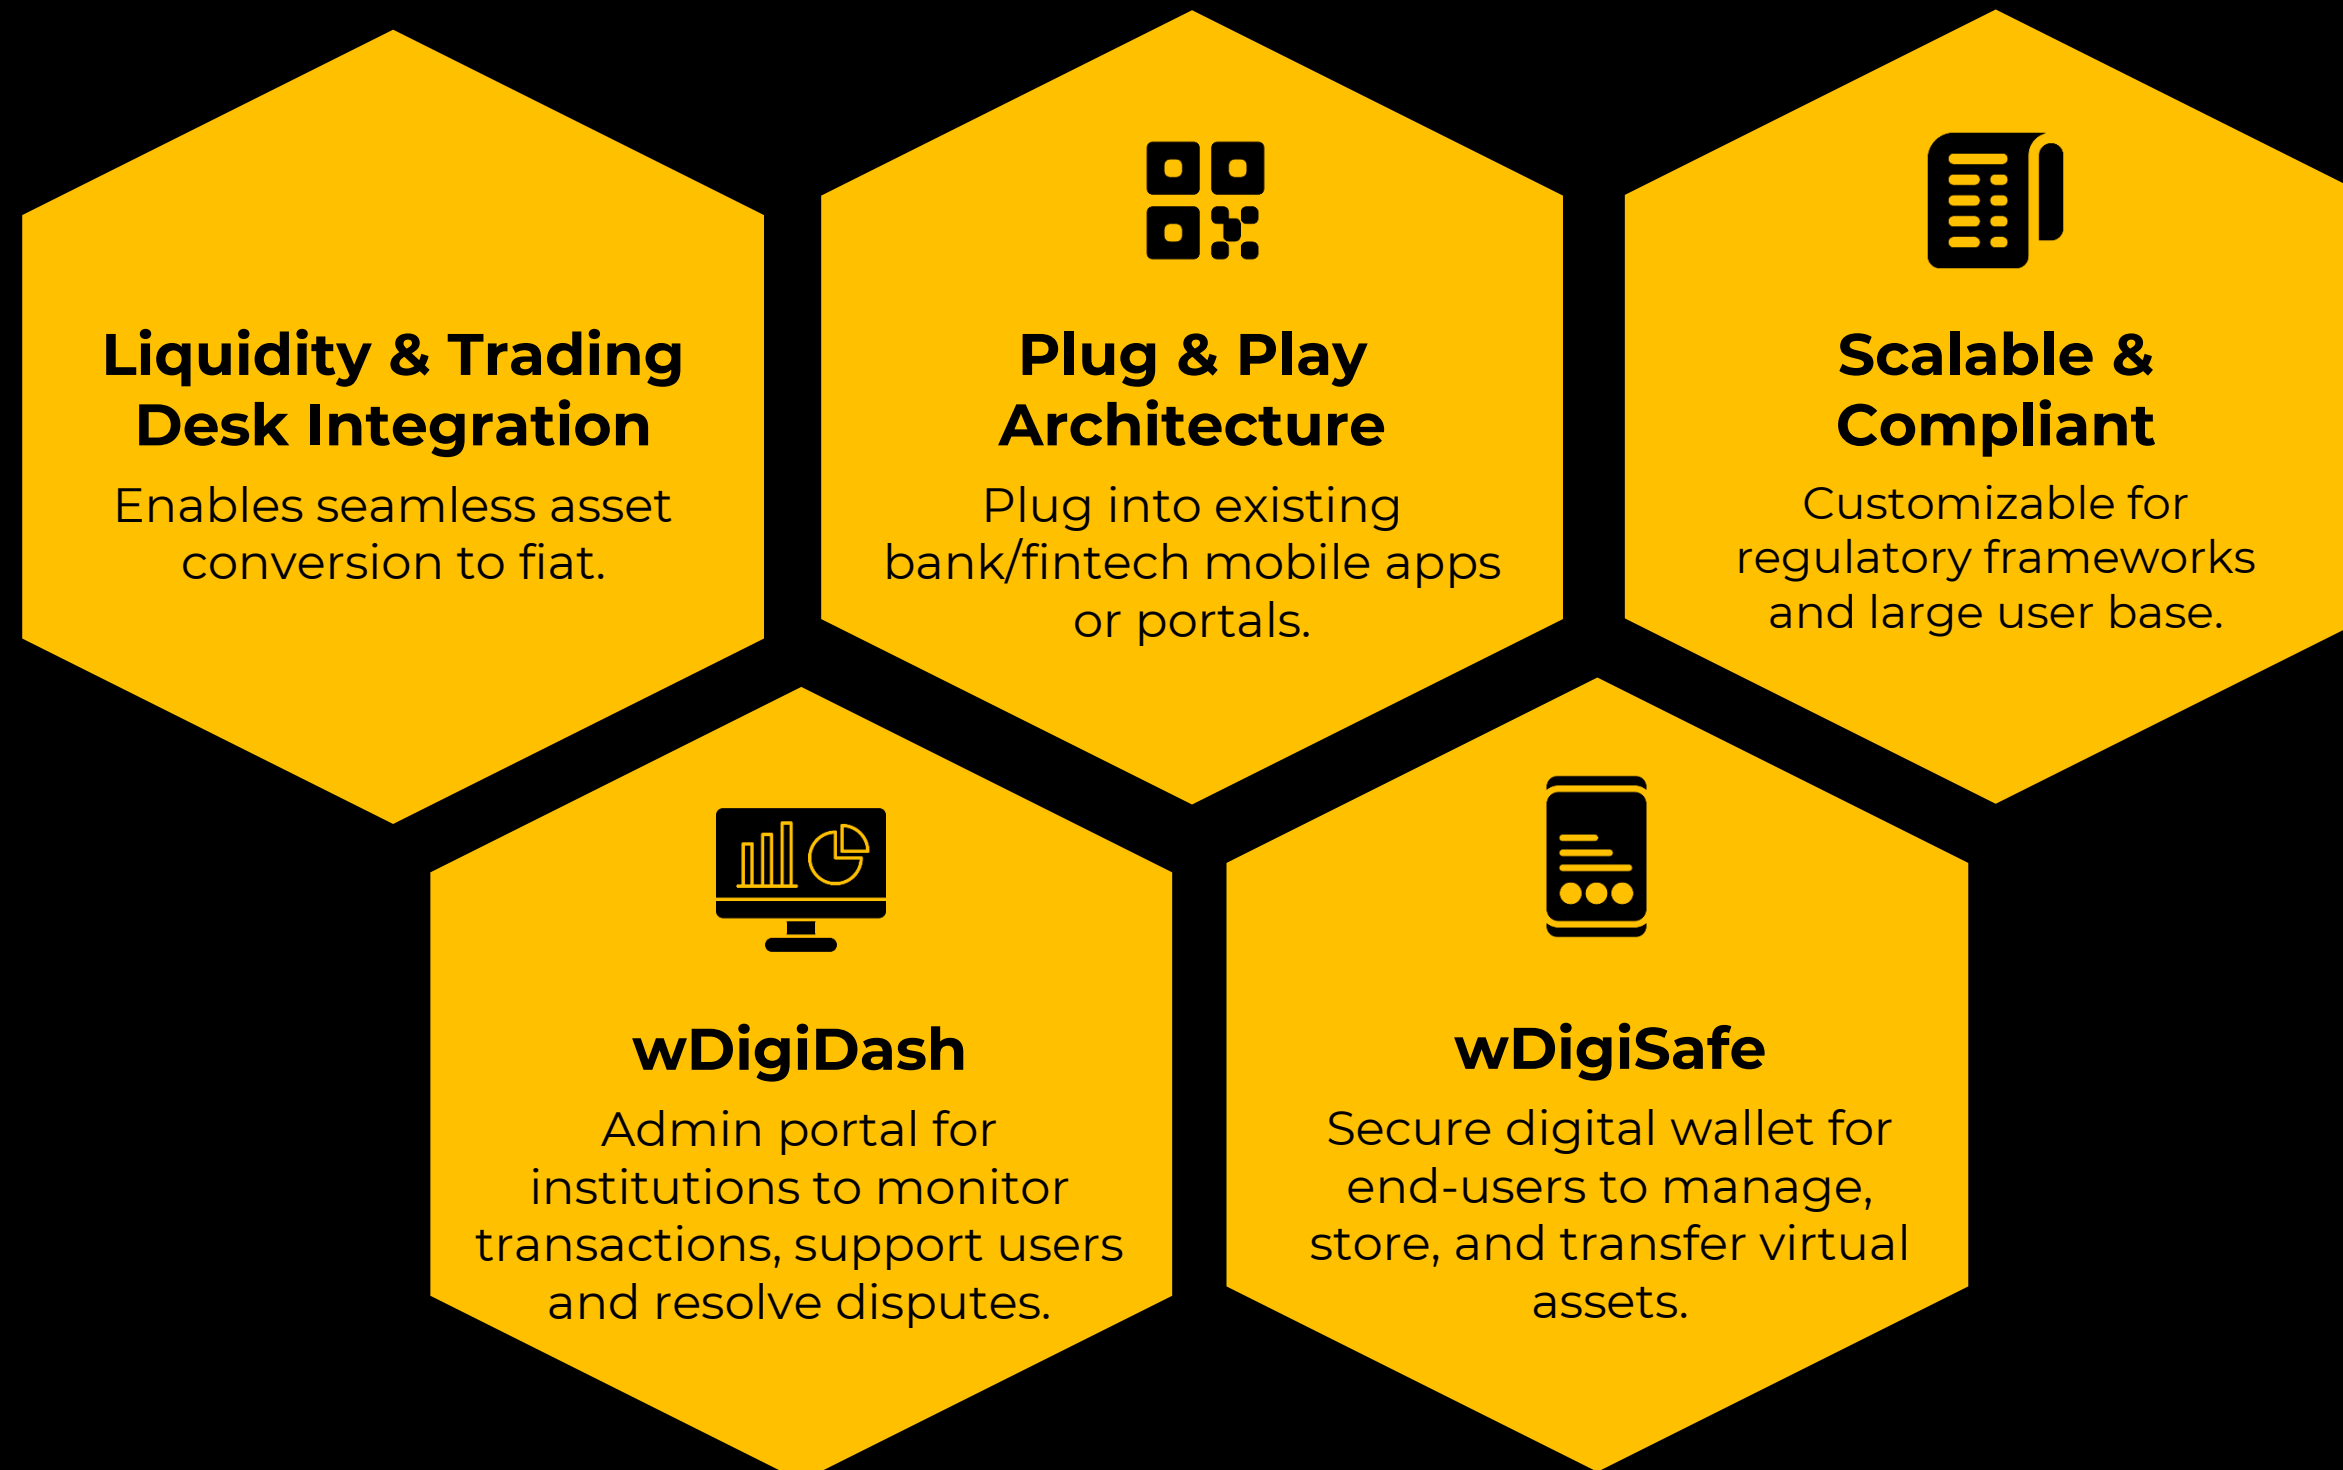 Liquidity & Trading
Desk Integration
Enables seamless asset
conversion to fiat.
Plug & Play
Architecture
Plug into existing
bank/fintech mobile apps
or portals.
Scalable &
Compliant
Customizable for
regulatory frameworks
and large user base.
wDigiDash
Admin portal for
institutions to monitor
transactions, support users
and resolve disputes.
wDigiSafe
Secure digital wallet for
end-users to manage,
store, and transfer virtual
assets.